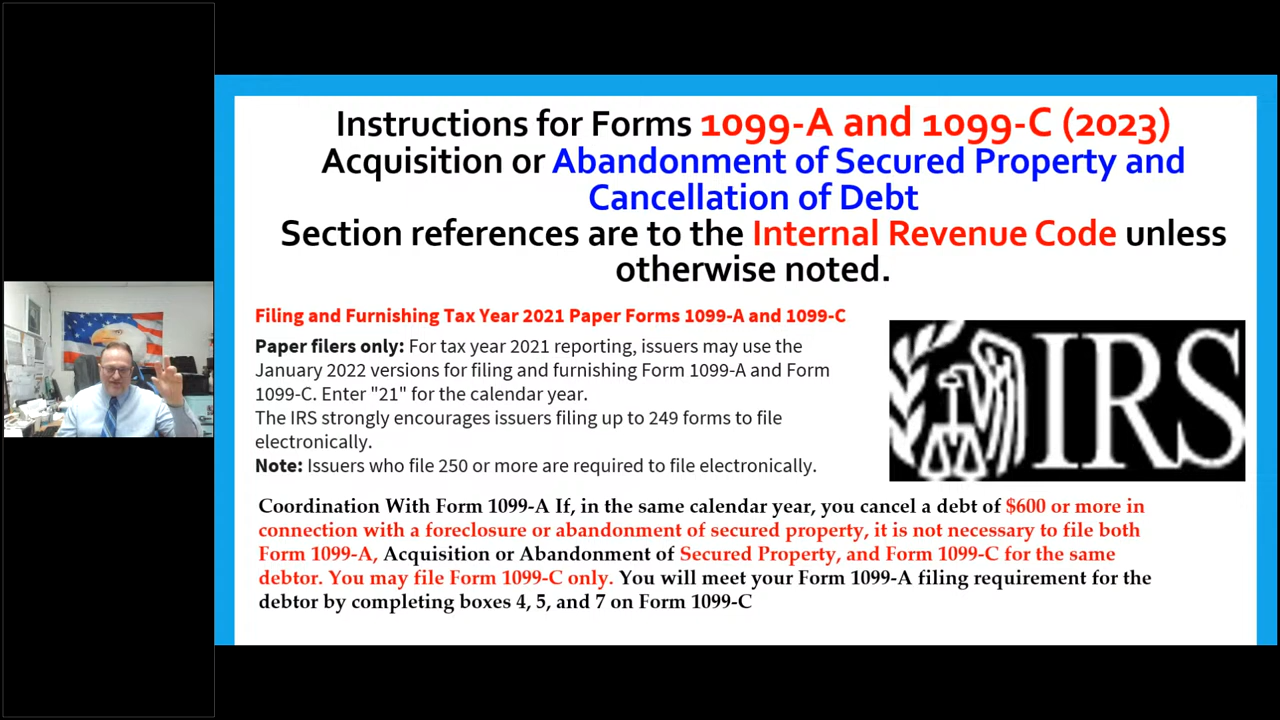 Instructions for Forms 1099-A and 1099-C (2023)
Acquisition or Abandonment of Secured Property and
Cancellation of Debt
Section references are to the Internal Revenue Code unless
otherwise noted.
Filing and Furnishing Tax Year 2021 Paper Forms 1099-A and 1099-C
Paper filers only: For tax year 2021 reporting, issuers may use the
January 2022 versions for filing and furnishing Form 1099-A and Form
1099-C. Enter "21" for the calendar year.
The IRS strongly encourages issuers filing up to 249 forms to file
electronically.
Note: Issuers who file 250 or more are required to file electronically.
IRS
Coordination With Form 1099-A If, in the same calendar year, you cancel a debt of $600 or more in
connection with a foreclosure or abandonment of secured property, it is not necessary to file both
Form 1099-A, Acquisition or Abandonment of Secured Property, and Form 1099-C for the same
debtor. You may file Form 1099-C only. You will meet your Form 1099-A filing requirement for the
debtor by completing boxes 4, 5, and 7 on Form 1099-C